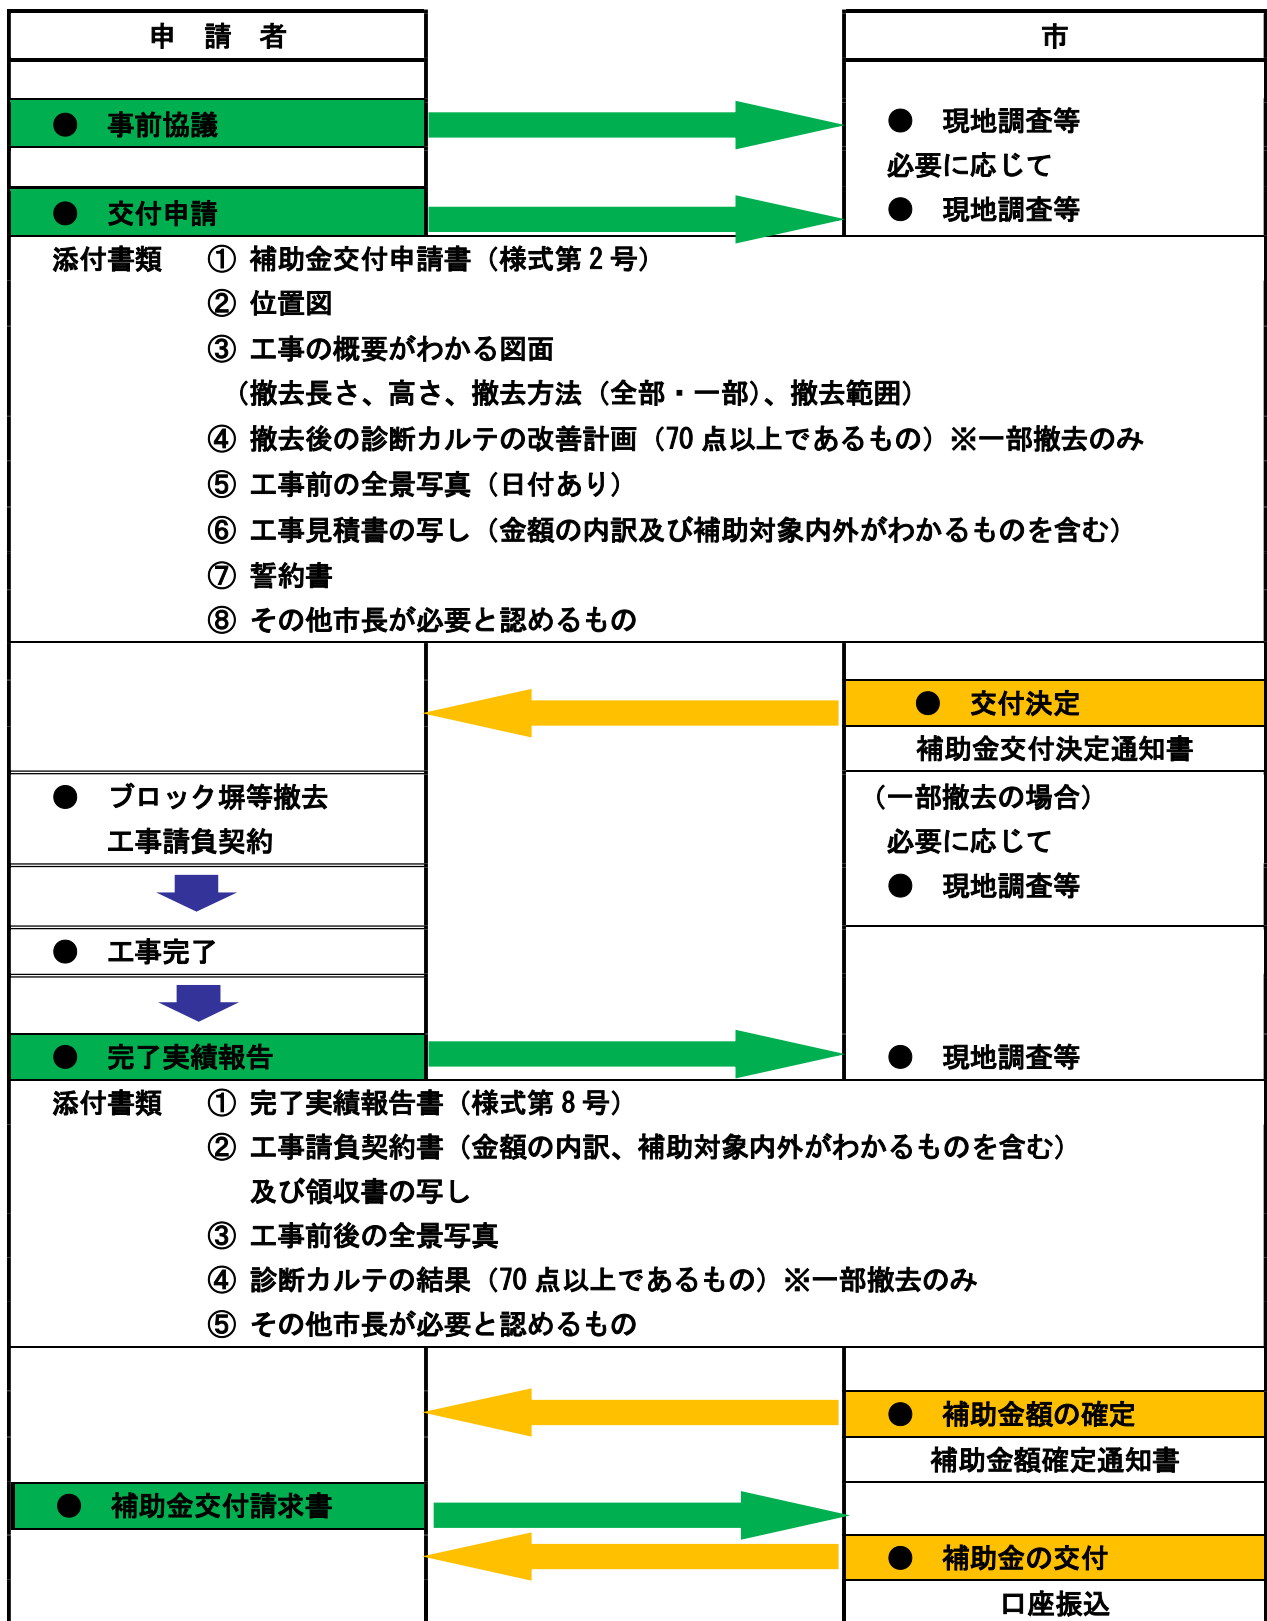 申 請 者
市
● 事前協議
● 現地調査等
必要に応じて
● 交付申請
● 現地調査等
添付書類 ① 補助金交付申請書（様式第２号）
② 位置図
③ 工事の概要がわかる図面
（撤去長さ、高さ、撤去方法（全部・一部）、撤去範囲）
④ 撤去後の診断カルテの改善計画（70点以上であるもの）※一部撤去のみ
⑤ 工事前の全景写真（日付あり）
⑥ 工事見積書の写し（金額の内訳及び補助対象内外がわかるものを含む）
⑦ 誓約書
⑧ その他市長が必要と認めるもの
● 交付決定
補助金交付決定通知書
● ブロック塀等撤去
工事請負契約
（一部撤去の場合）
必要に応じて
● 現地調査等
● 工事完了
● 完了実績報告
● 現地調査等
添付書類 ① 完了実績報告書（様式第８号）
② 工事請負契約書（金額の内訳、補助対象内外がわかるものを含む）
及び領収書の写し
③ 工事前後の全景写真
④ 診断カルテの結果（70点以上であるもの）※一部撤去のみ
⑤ その他市長が必要と認めるもの
● 補助金額の確定
補助金額確定通知書
● 補助金交付請求書
● 補助金の交付
口座振込